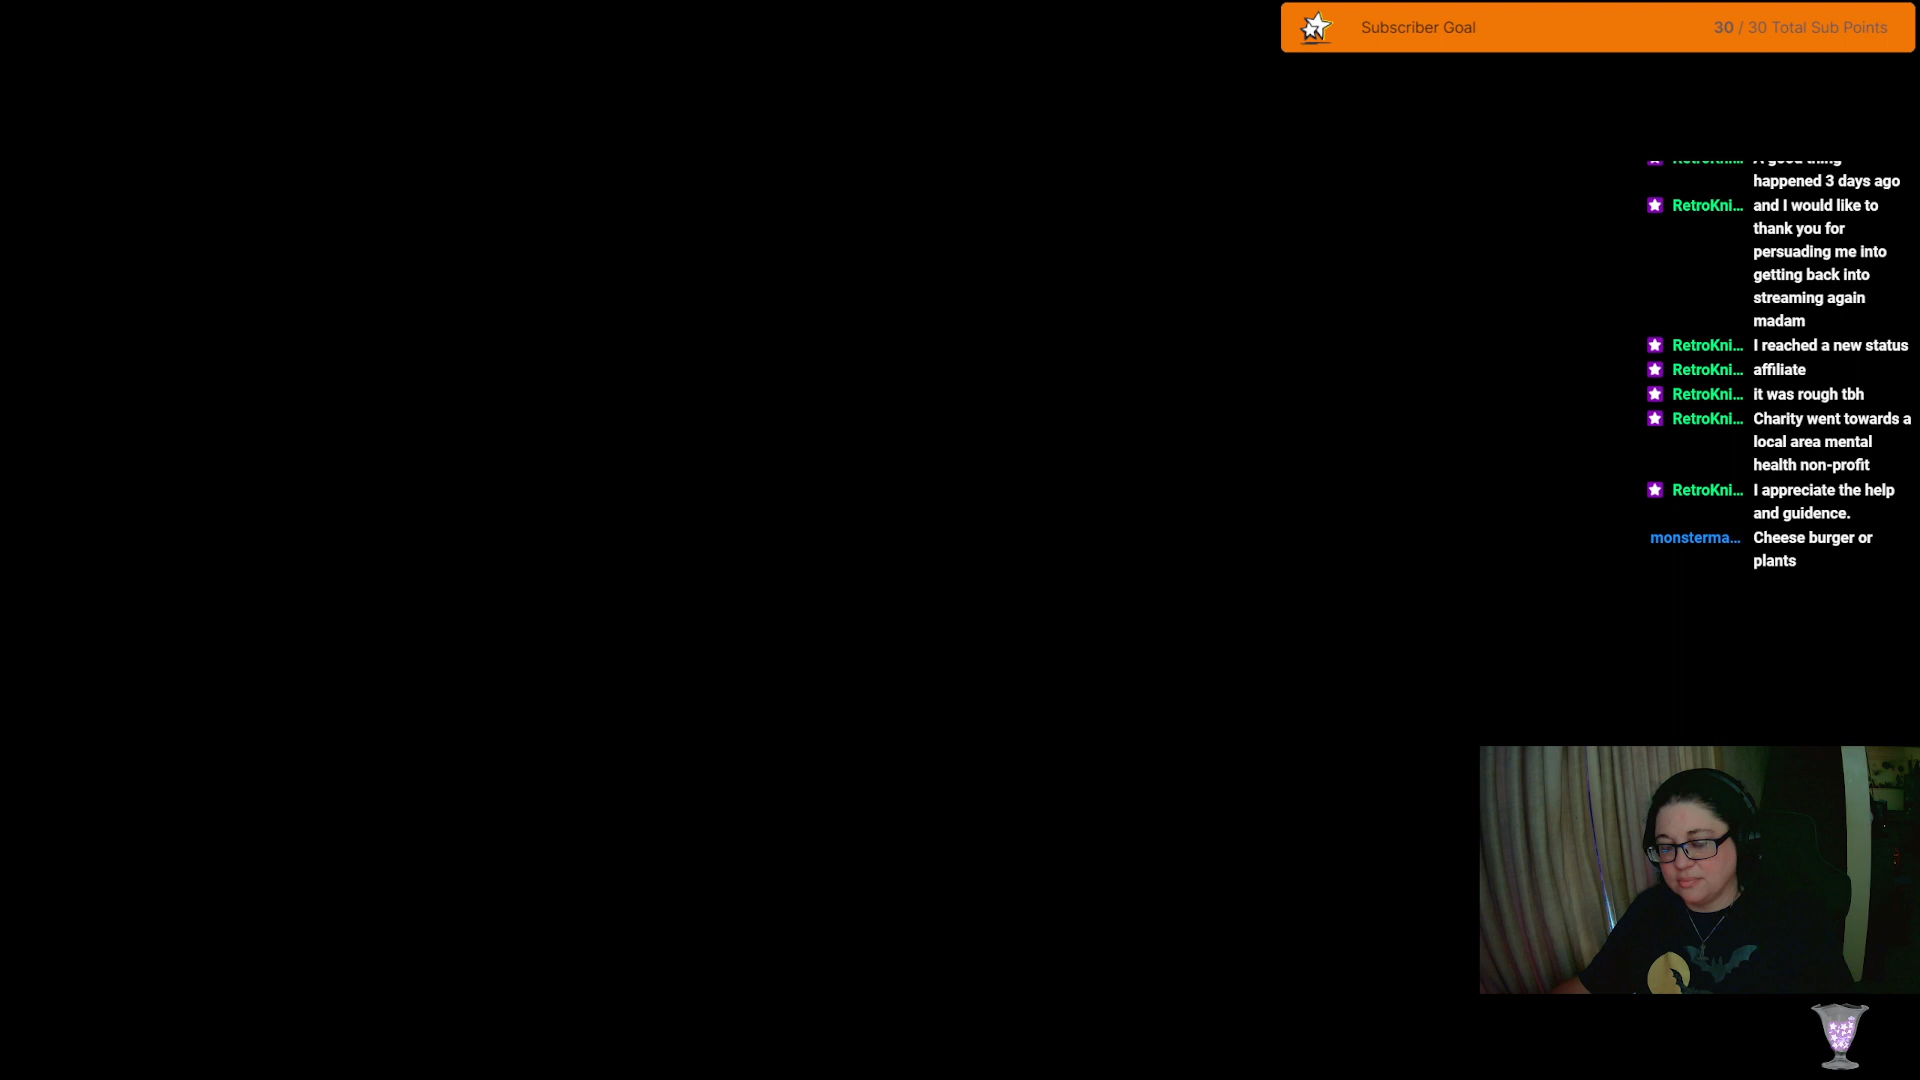 Subscriber Goal
30 / 30 Total Sub Points
happened 3 days ago
RetroKni... and I would like to
thank you for
persuading me into
getting back into
streaming again
madam
RetroKni... I reached a new status
RetroKni... affiliate
RetroKni... it was rough tbh
RetroKni... Charity went towards a
local area mental
health non-profit
RetroKni... I appreciate the help
and guidence.
monsterma... Cheese burger or
plants